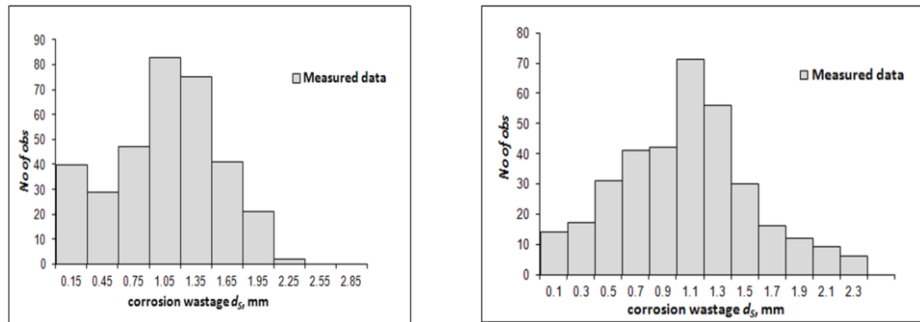 90
80
70
60
50
40
30
20
10
0
No of obs
Measured data
0.15 0.45 0.75 1.05 1.35 1.65 1.95 2.25 2.55 2.85
corrosion wastage dS, mm
80
70
60
50
40
30
20
10
0
No of obs
Measured data
0.1 0.3 0.5 0.7 0.9 1.1 1.3 1.5 1.7 1.9 2.1 2.3
corrosion wastage dS, mm